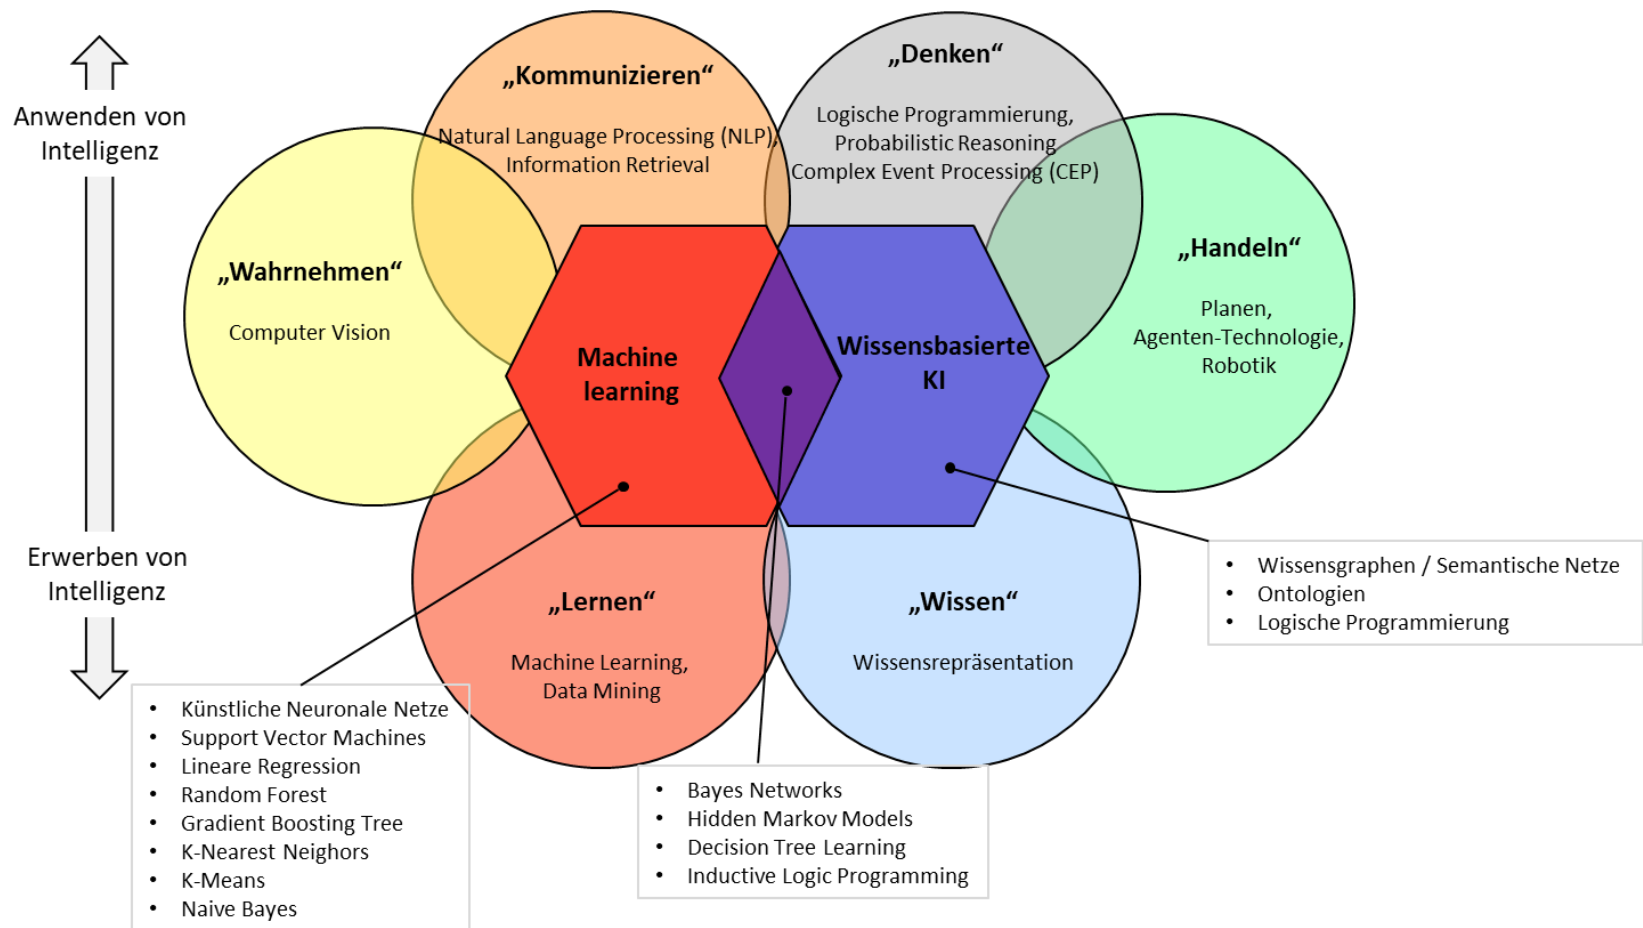 Anwenden von
Intelligenz
Erwerben von
Intelligenz
„Kommunizieren“
Natural Language Processing (NLP),
Information Retrieval
„Denken“
Logische Programmierung,
Probabilistic Reasoning
Complex Event Processing (CEP)
„Wahrnehmen“
Computer Vision
„Handeln“
Planen,
Agenten-Technologie,
Robotik
Machine
learning
Wissensbasierte
KI
„Lernen“
Machine Learning,
Data Mining
„Wissen“
Wissensrepräsentation
• Wissensgraphen / Semantische Netze
• Ontologien
• Logische Programmierung
• Künstliche Neuronale Netze
• Support Vector Machines
• Lineare Regression
• Random Forest
• Gradient Boosting Tree
• K-Nearest Neighors
• K-Means
• Naive Bayes
• Bayes Networks
• Hidden Markov Models
• Decision Tree Learning
• Inductive Logic Programming